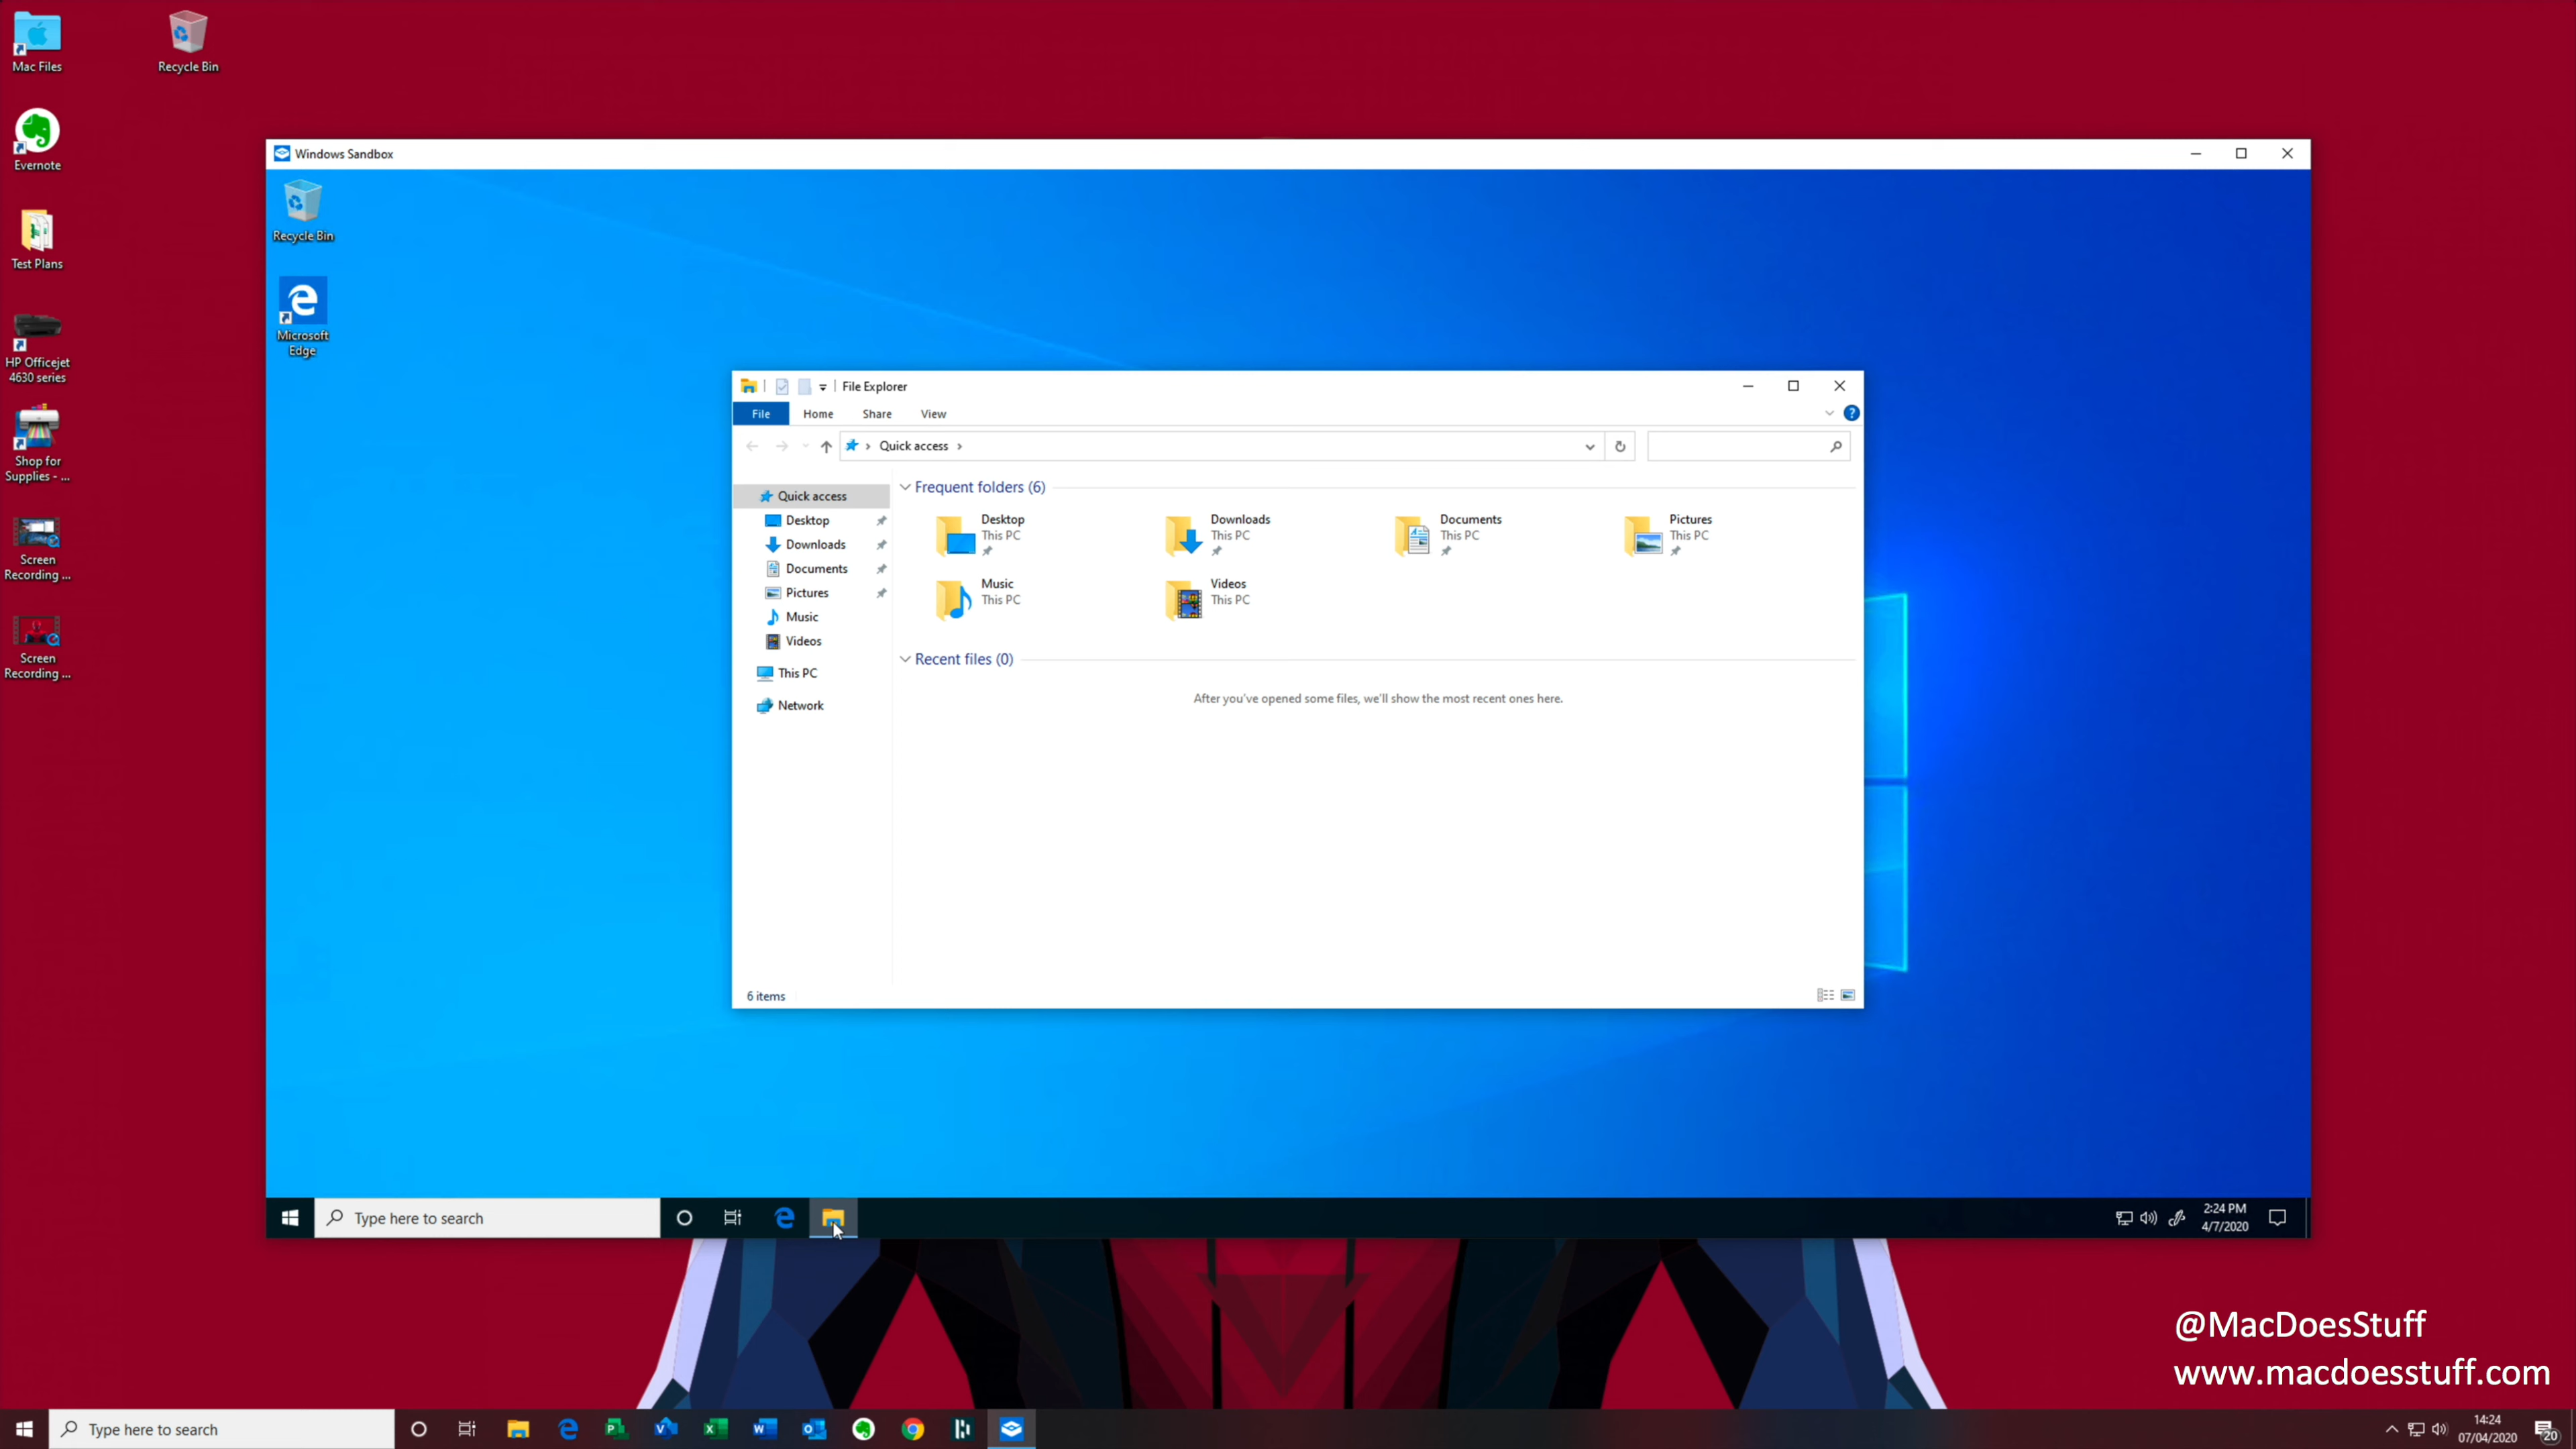 Mac Files
Recycle Bin
Evernote
Test Plans
HP Officejet
4630 series
Shop for
Supplies - ...
Screen
Recording ...
Screen
Recording ...
Windows Sandbox
Recycle Bin
Microsoft
Edge
File Explorer
File Home Share View
Quick access
Quick access
Desktop
Downloads
Documents
Pictures
Music
Videos
This PC
Network
Frequent folders (6)
Desktop
This PC
Downloads
This PC
Documents
This PC
Pictures
This PC
Music
This PC
Videos
This PC
Recent files (0)
After you've opened some files, we'll show the most recent ones here.
6 items
Type here to search
2:24 PM
4/7/2020
@MacDoesStuff
www.macdoesstuff.com
Type here to search
14:24
07/04/2020
20